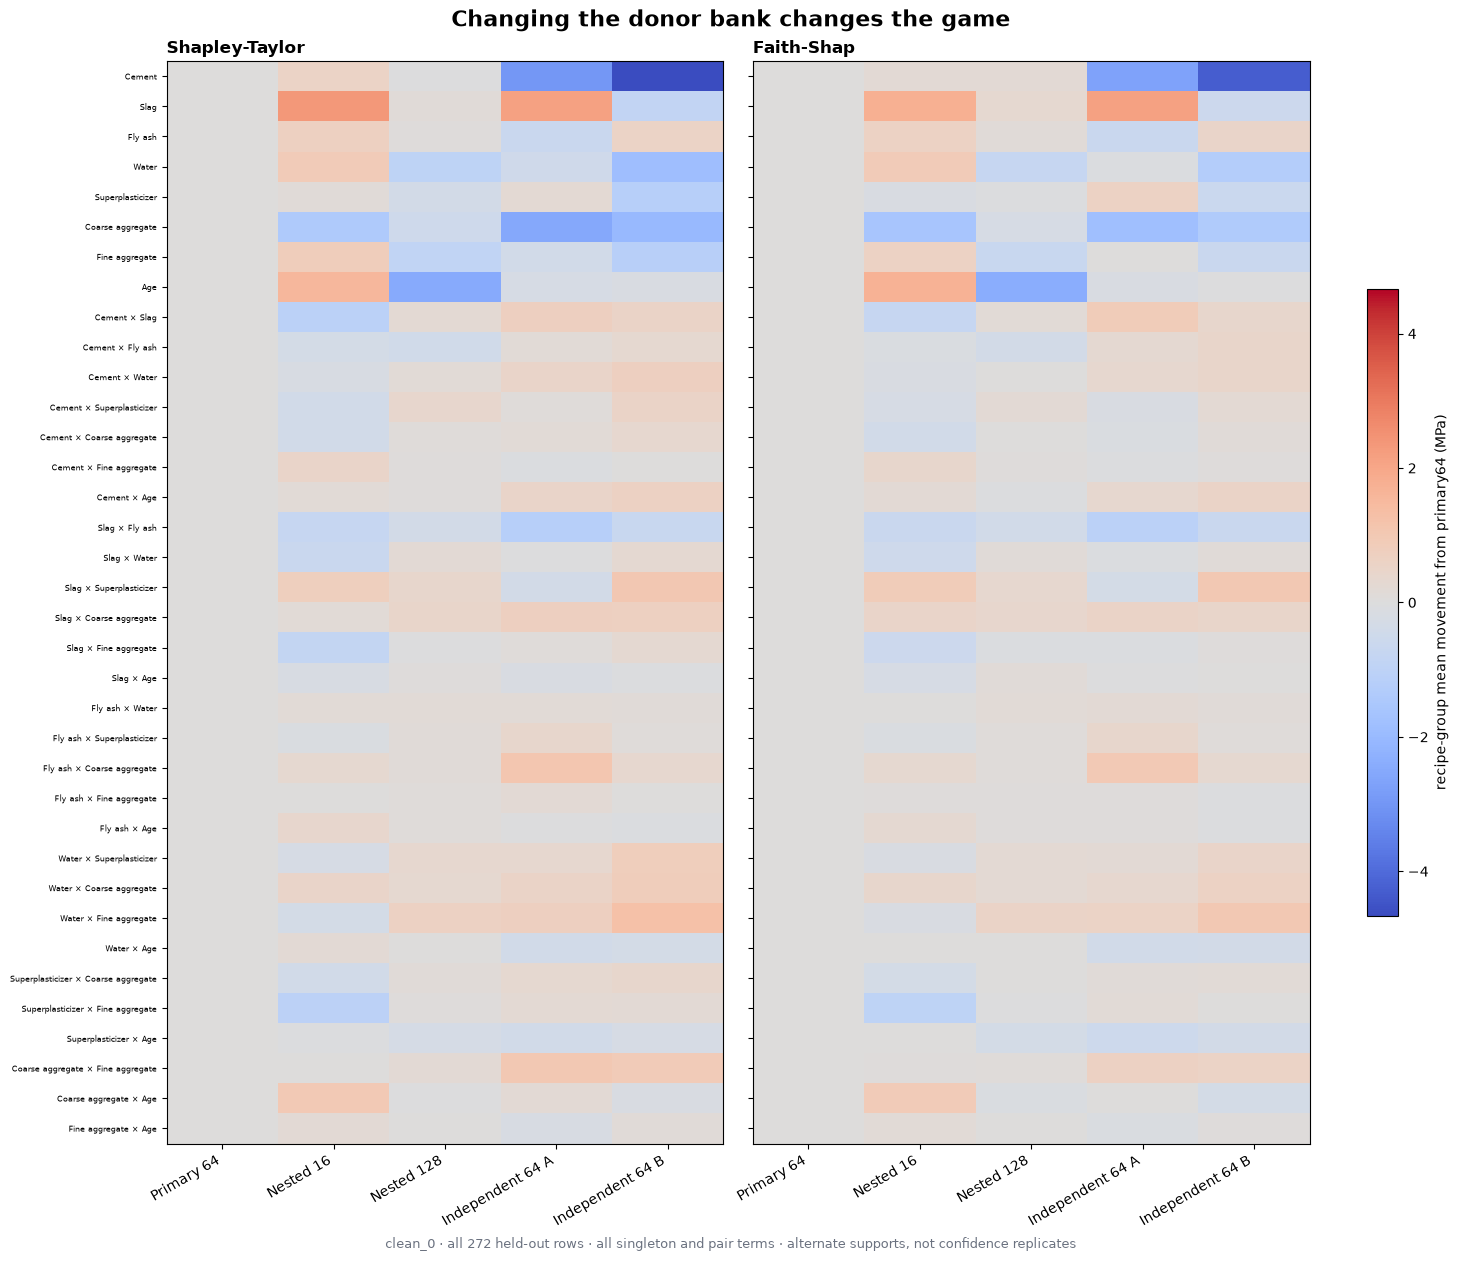 Changing the donor bank changes the game
Shapley-Taylor
Faith-Shap
Cement
Slag
Fly ash
Water
Superplasticizer
Coarse aggregate
Fine aggregate
Age
Cement × Slag
Cement × Fly ash
Cement × Water
Cement × Superplasticizer
Cement × Coarse aggregate
Cement × Fine aggregate
Cement × Age
Slag × Fly ash
Slag × Water
Slag × Superplasticizer
Slag × Coarse aggregate
Slag × Fine aggregate
Slag × Age
Fly ash × Water
Fly ash × Superplasticizer
Fly ash × Coarse aggregate
Fly ash × Fine aggregate
Fly ash × Age
Water × Superplasticizer
Water × Coarse aggregate
Water × Fine aggregate
Water × Age
Superplasticizer × Coarse aggregate
Superplasticizer × Fine aggregate
Superplasticizer × Age
Coarse aggregate × Fine aggregate
Coarse aggregate × Age
Fine aggregate × Age
Primary 64
Nested 16
Nested 128
Independent 64 A
Independent 64 B
Primary 64
Nested 16
Nested 128
Independent 64 A
Independent 64 B
4
2
0
−2
−4
recipe-group mean movement from primary64 (MPa)
clean_0 · all 272 held-out rows · all singleton and pair terms · alternate supports, not confidence replicates